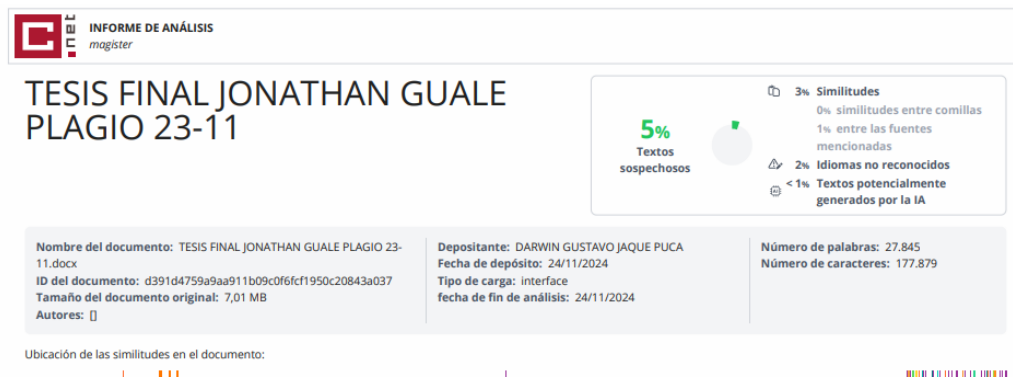 C.net
INFORME DE ANÁLISIS
magister
TESIS FINAL JONATHAN GUALE
PLAGIO 23-11
5%
Textos
sospechosos
3% Similitudes
0% similitudes entre comillas
1% entre las fuentes
mencionadas
2% Idiomas no reconocidos
< 1% Textos potencialmente
generados por la IA
Nombre del documento: TESIS FINAL JONATHAN GUALE PLAGIO 23-
11.docx
ID del documento: d391d4759a9aa911b09c0f6fcf1950c20843a037
Tamaño del documento original: 7,01 MB
Autores: []
Depositante: DARWIN GUSTAVO JAQUE PUCA
Fecha de depósito: 24/11/2024
Tipo de carga: interface
fecha de fin de análisis: 24/11/2024
Número de palabras: 27.845
Número de caracteres: 177.879
Ubicación de las similitudes en el documento: